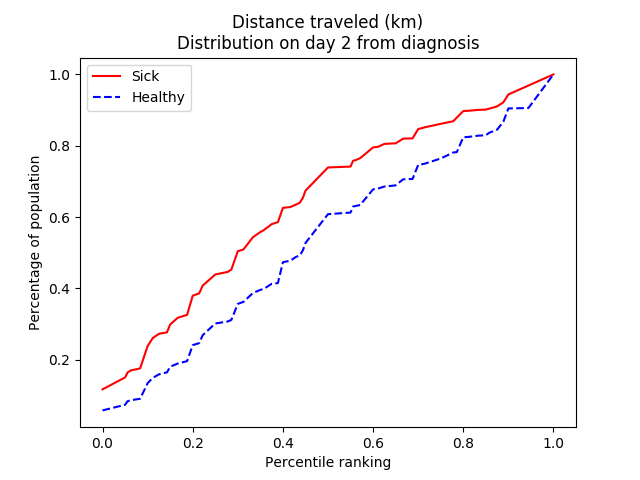 Distance traveled (km)
Distribution on day 2 from diagnosis
Sick
Healthy
Percentage of population
1.0
0.8
0.6
0.4
0.2
0.0 0.2 0.4 0.6 0.8 1.0
Percentile ranking